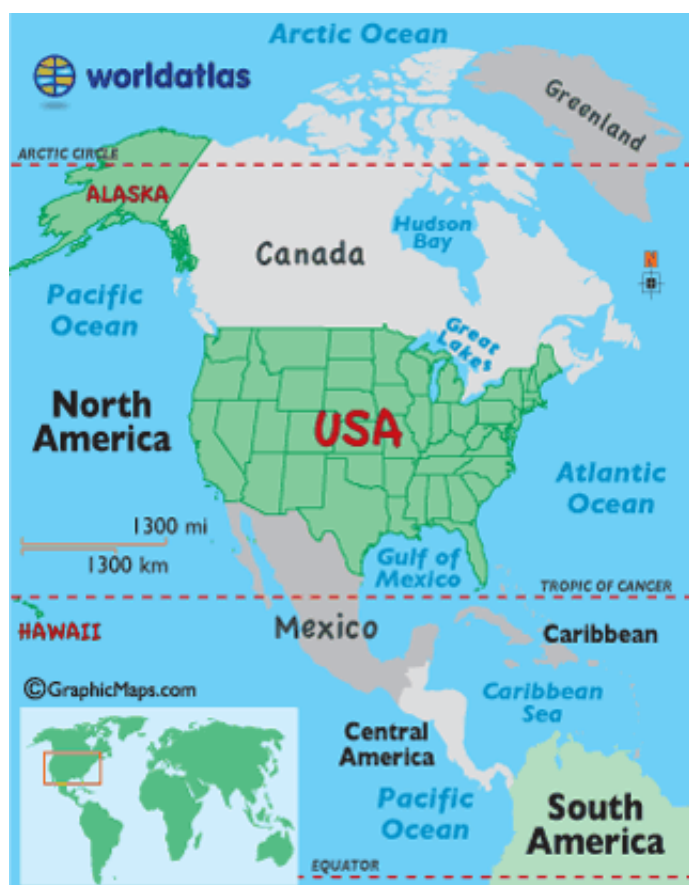 Arctic Ocean
worldatlas
Greenland
ARCTIC CIRCLE
ALASKA
Hudson
Bay
Canada
N
Pacific
Ocean
Great
Lakes
North
America
USA
Atlantic
Ocean
1300 mi
1300 km
Gulf of
Mexico
TROPIC OF CANCER
HAWAII
Mexico
Caribbean
©GraphicMaps.com
Caribbean
Sea
Central
America
Pacific
Ocean
South
America
EQUATOR